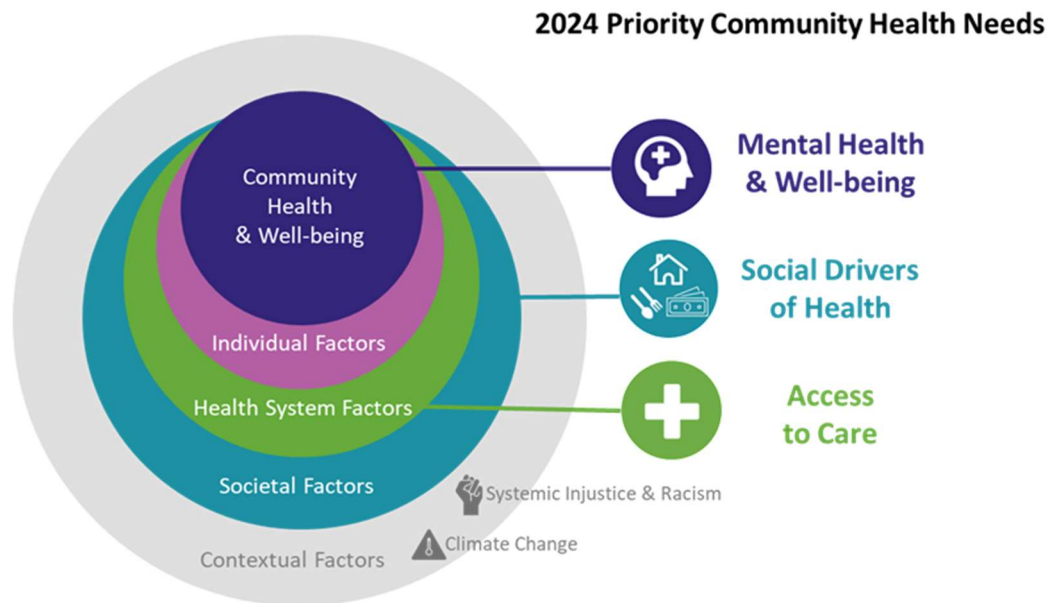 2024 Priority Community Health Needs
Community
Health
& Well-being
Individual Factors
Health System Factors
Societal Factors
Contextual Factors
Mental Health
& Well-being
Social Drivers
of Health
Access
to Care
Systemic Injustice & Racism
Climate Change